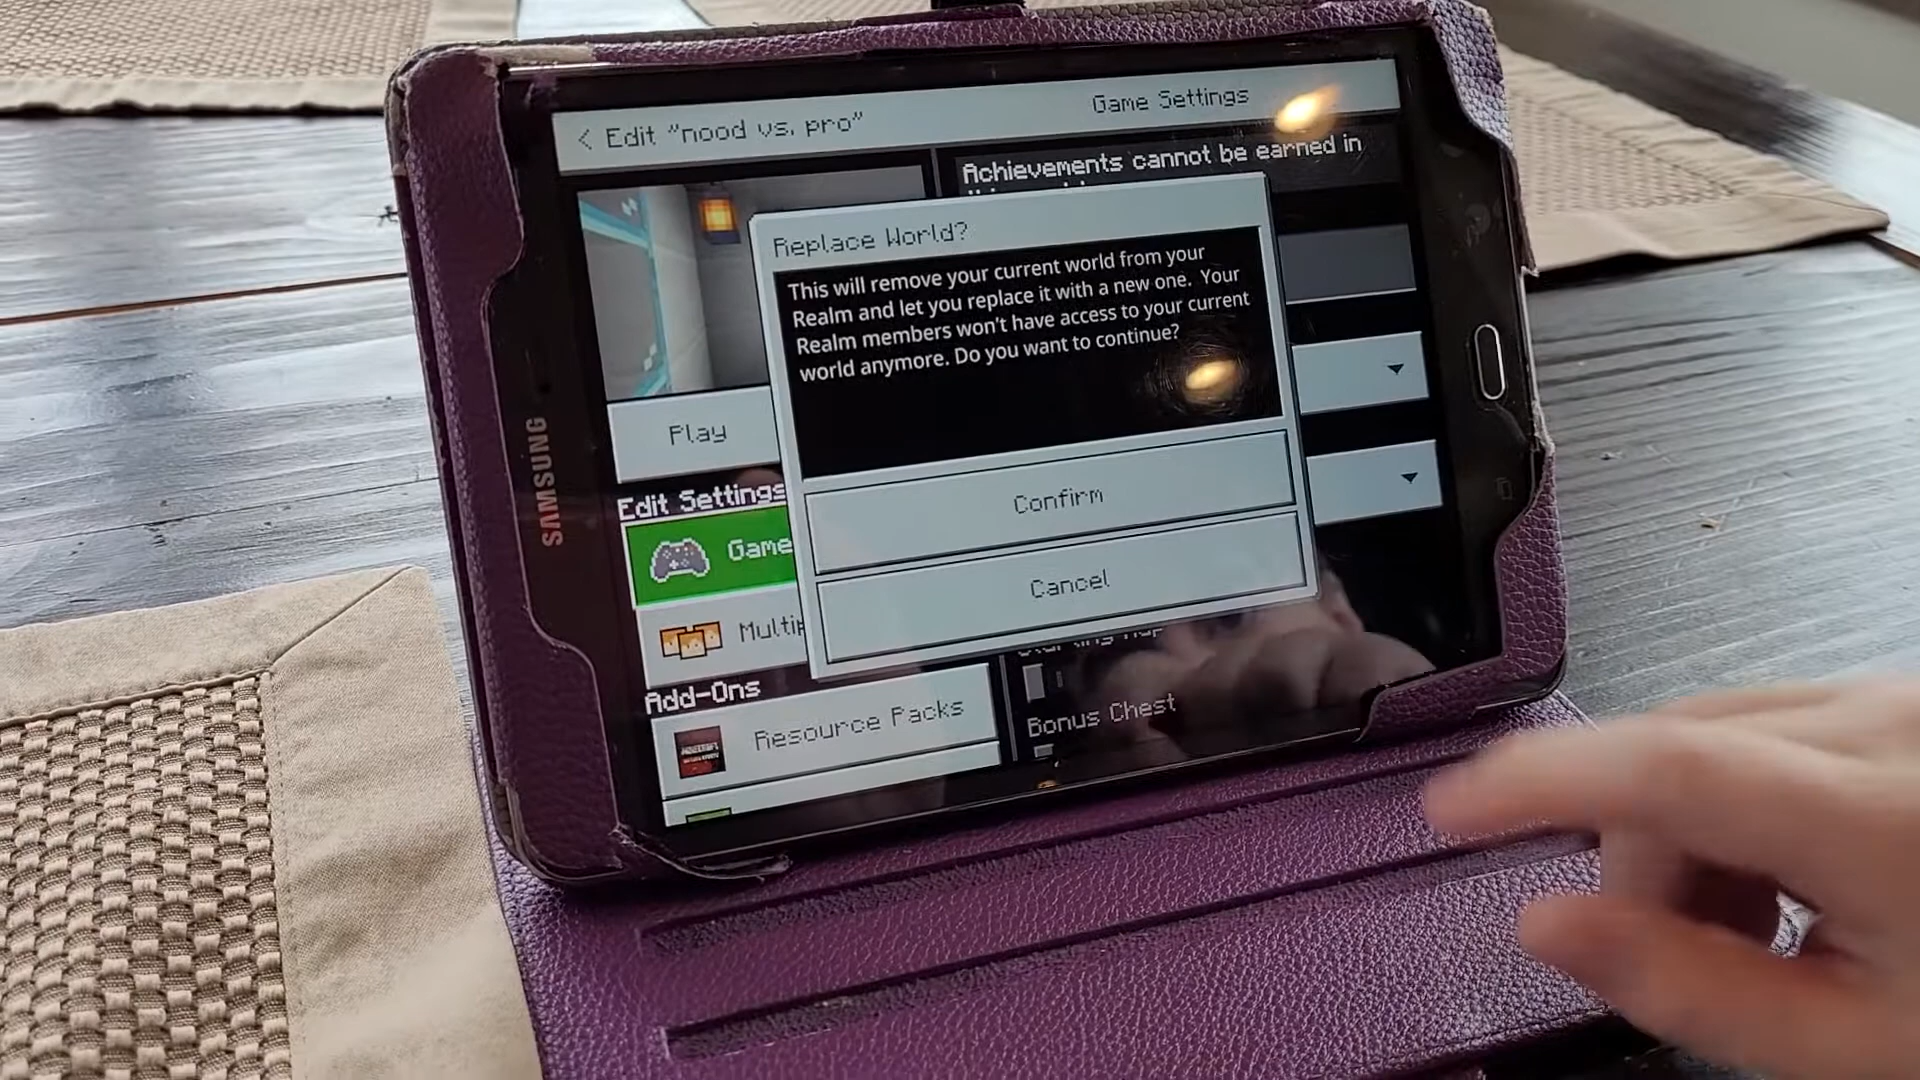 < Edit "nood vs. pro"
Game Settings
Achievements cannot be earned in
Replace World?
This will remove your current world from your
Realm and let you replace it with a new one. Your
Realm members won't have access to your current
world anymore. Do you want to continue?
Confirm
Cancel
Play
Edit Settings
Game
Multip
Add-Ons
Resource Packs
Bonus Chest
SAMSUNG